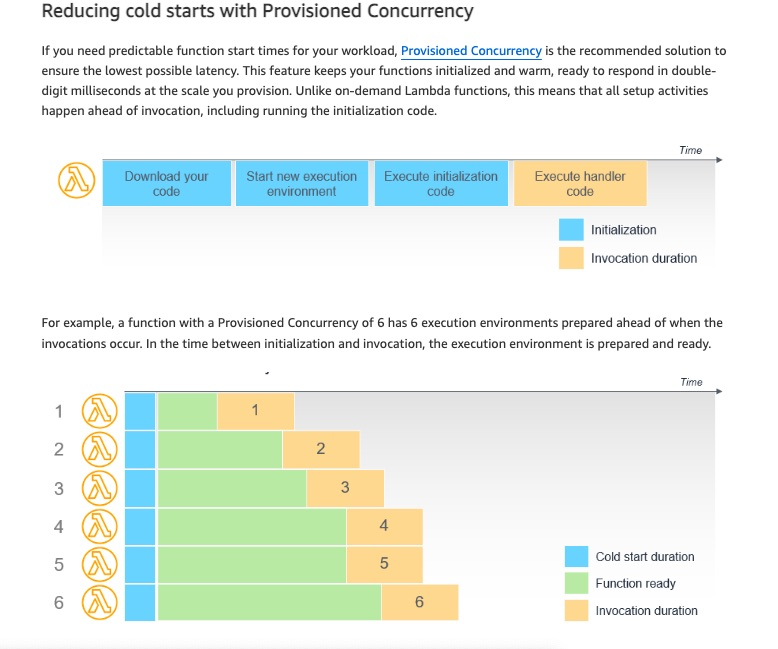 Reducing cold starts with Provisioned Concurrency
If you need predictable function start times for your workload, Provisioned Concurrency is the recommended solution to
ensure the lowest possible latency. This feature keeps your functions initialized and warm, ready to respond in double-
digit milliseconds at the scale you provision. Unlike on-demand Lambda functions, this means that all setup activities
happen ahead of invocation, including running the initialization code.
Time
Download your
code
Start new execution
environment
Execute initialization
code
Execute handler
code
Initialization
Invocation duration
For example, a function with a Provisioned Concurrency of 6 has 6 execution environments prepared ahead of when the
invocations occur. In the time between initialization and invocation, the execution environment is prepared and ready.
Time
1 1
2 2
3 3
4 4
5 5
6 6
Cold start duration
Function ready
Invocation duration